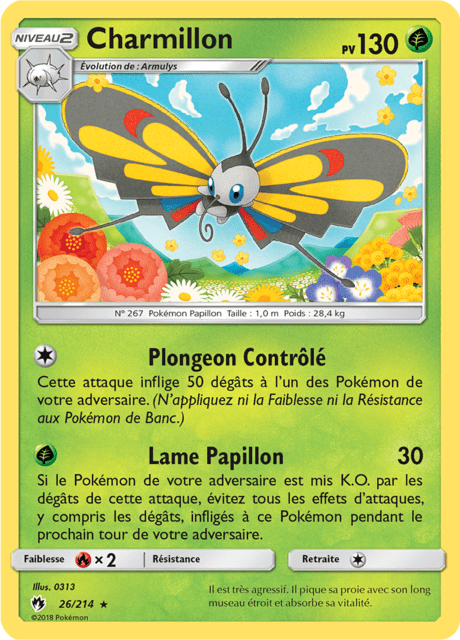 NIVEAU2
Charmillon
PV130
Évolution de : Armulys
N° 267 Pokémon Papillon Taille : 1,0 m Poids : 28,4 kg
Plongeon Contrôlé
Cette attaque inflige 50 dégâts à l'un des Pokémon de
votre adversaire. (N'appliquez ni la Faiblesse ni la Résistance
aux Pokémon de Banc.)
Lame Papillon 30
Si le Pokémon de votre adversaire est mis K.O. par les
dégâts de cette attaque, évitez tous les effets d'attaques,
y compris les dégâts, infligés à ce Pokémon pendant le
prochain tour de votre adversaire.
Faiblesse ×2 Résistance Retraite
Illus. 0313
26/214 ★
©2018 Pokémon
Il est très agressif. Il pique sa proie avec son long
museau étroit et absorbe sa vitalité.